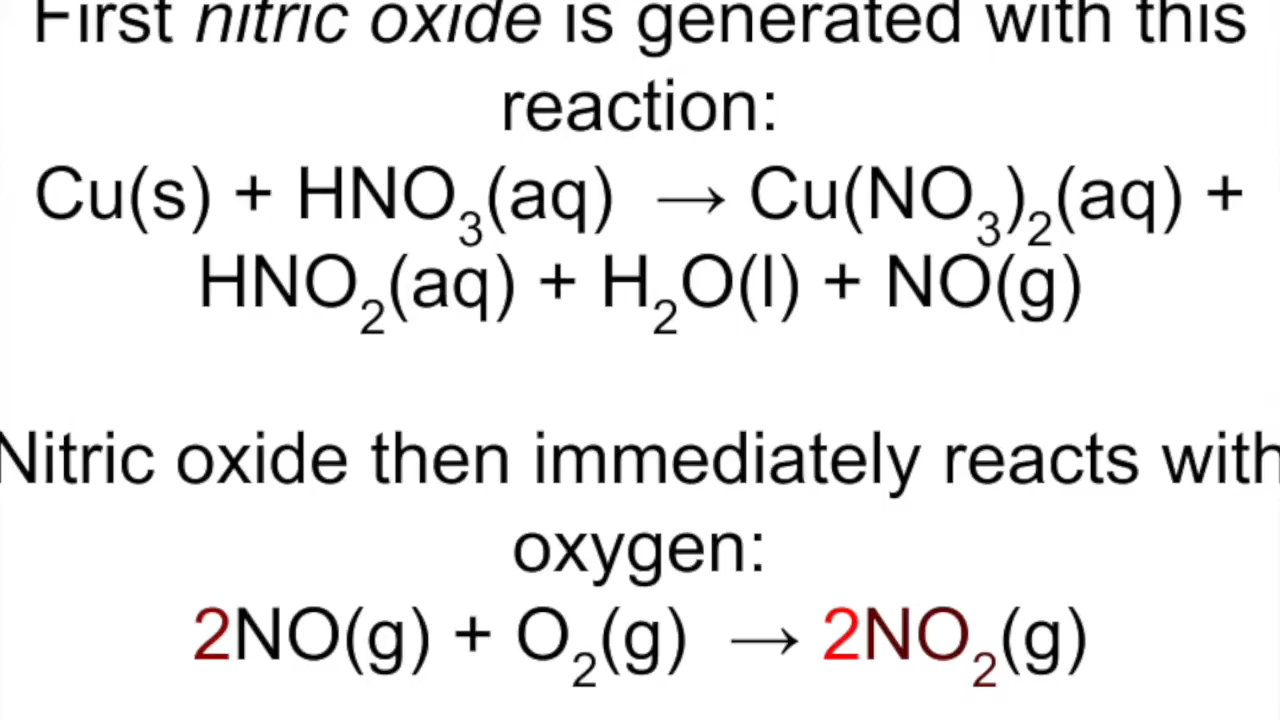 First nitric oxide is generated with this
reaction:
Cu(s) + HNO₃(aq) → Cu(NO₃)₂(aq) +
HNO₂(aq) + H₂O(l) + NO(g)
Nitric oxide then immediately reacts with
oxygen:
2NO(g) + O₂(g) → 2NO₂(g)